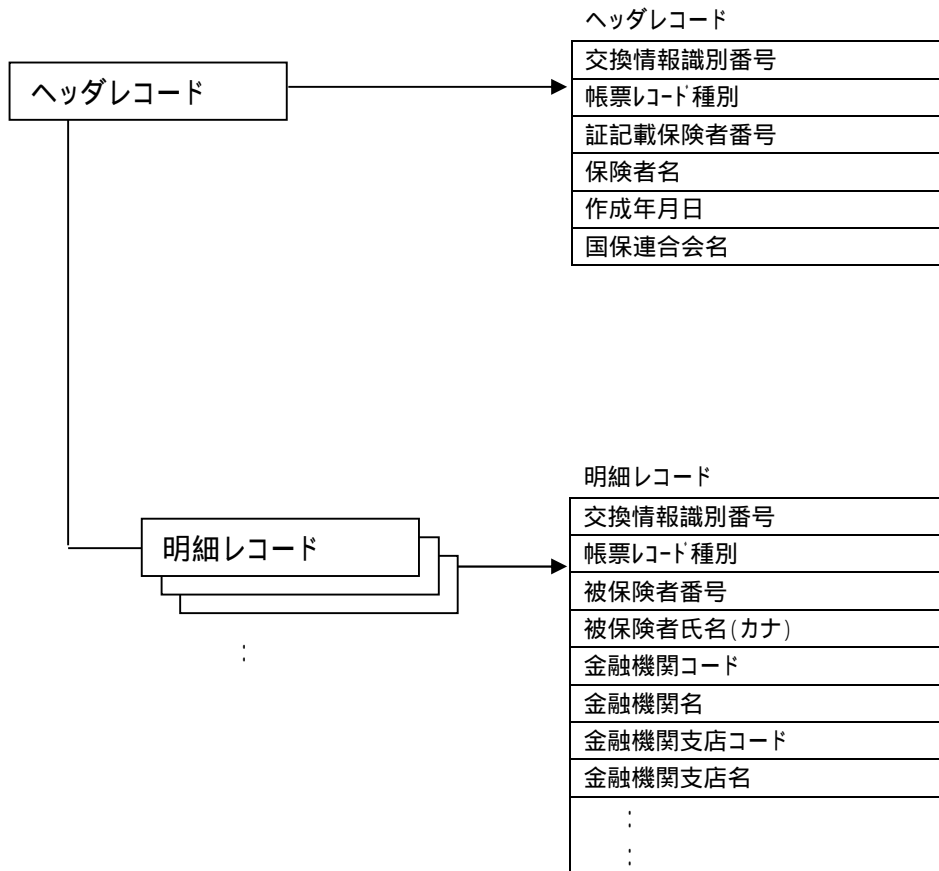 ヘッダレコード
ヘッダレコード
交換情報識別番号
帳票ﾚｺｰﾄﾞ種別
証記載保険者番号
保険者名
作成年月日
国保連合会名
明細レコード
明細レコード
交換情報識別番号
帳票ﾚｺｰﾄﾞ種別
被保険者番号
被保険者氏名(カナ)
金融機関コード
金融機関名
金融機関支店コード
金融機関支店名
:
:
: